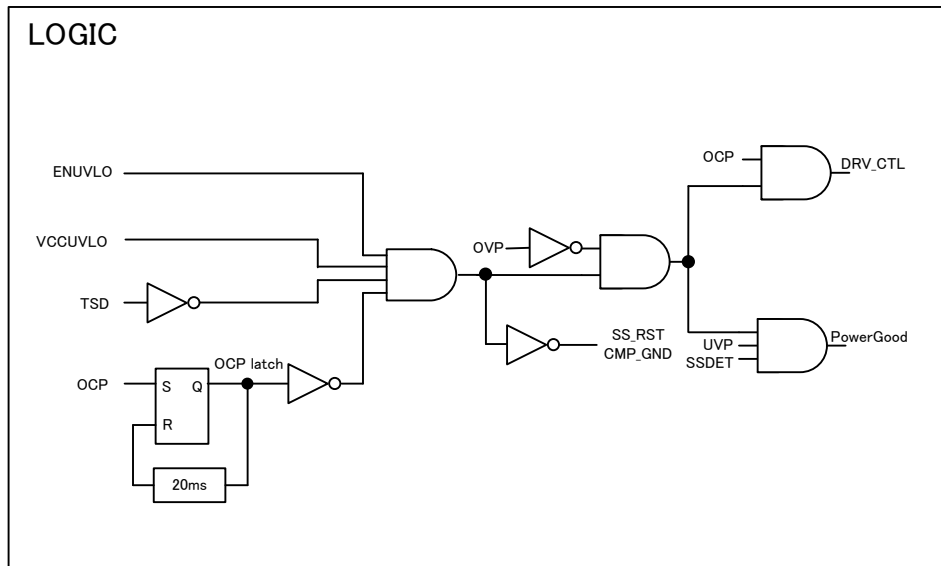 LOGIC
OCP
DRV_CTL
ENUVLO
VCCUVLO
OVP
TSD
SS_RST
CMP_GND
PowerGood
UVP
SSDET
OCP latch
OCP
S
Q
R
20ms